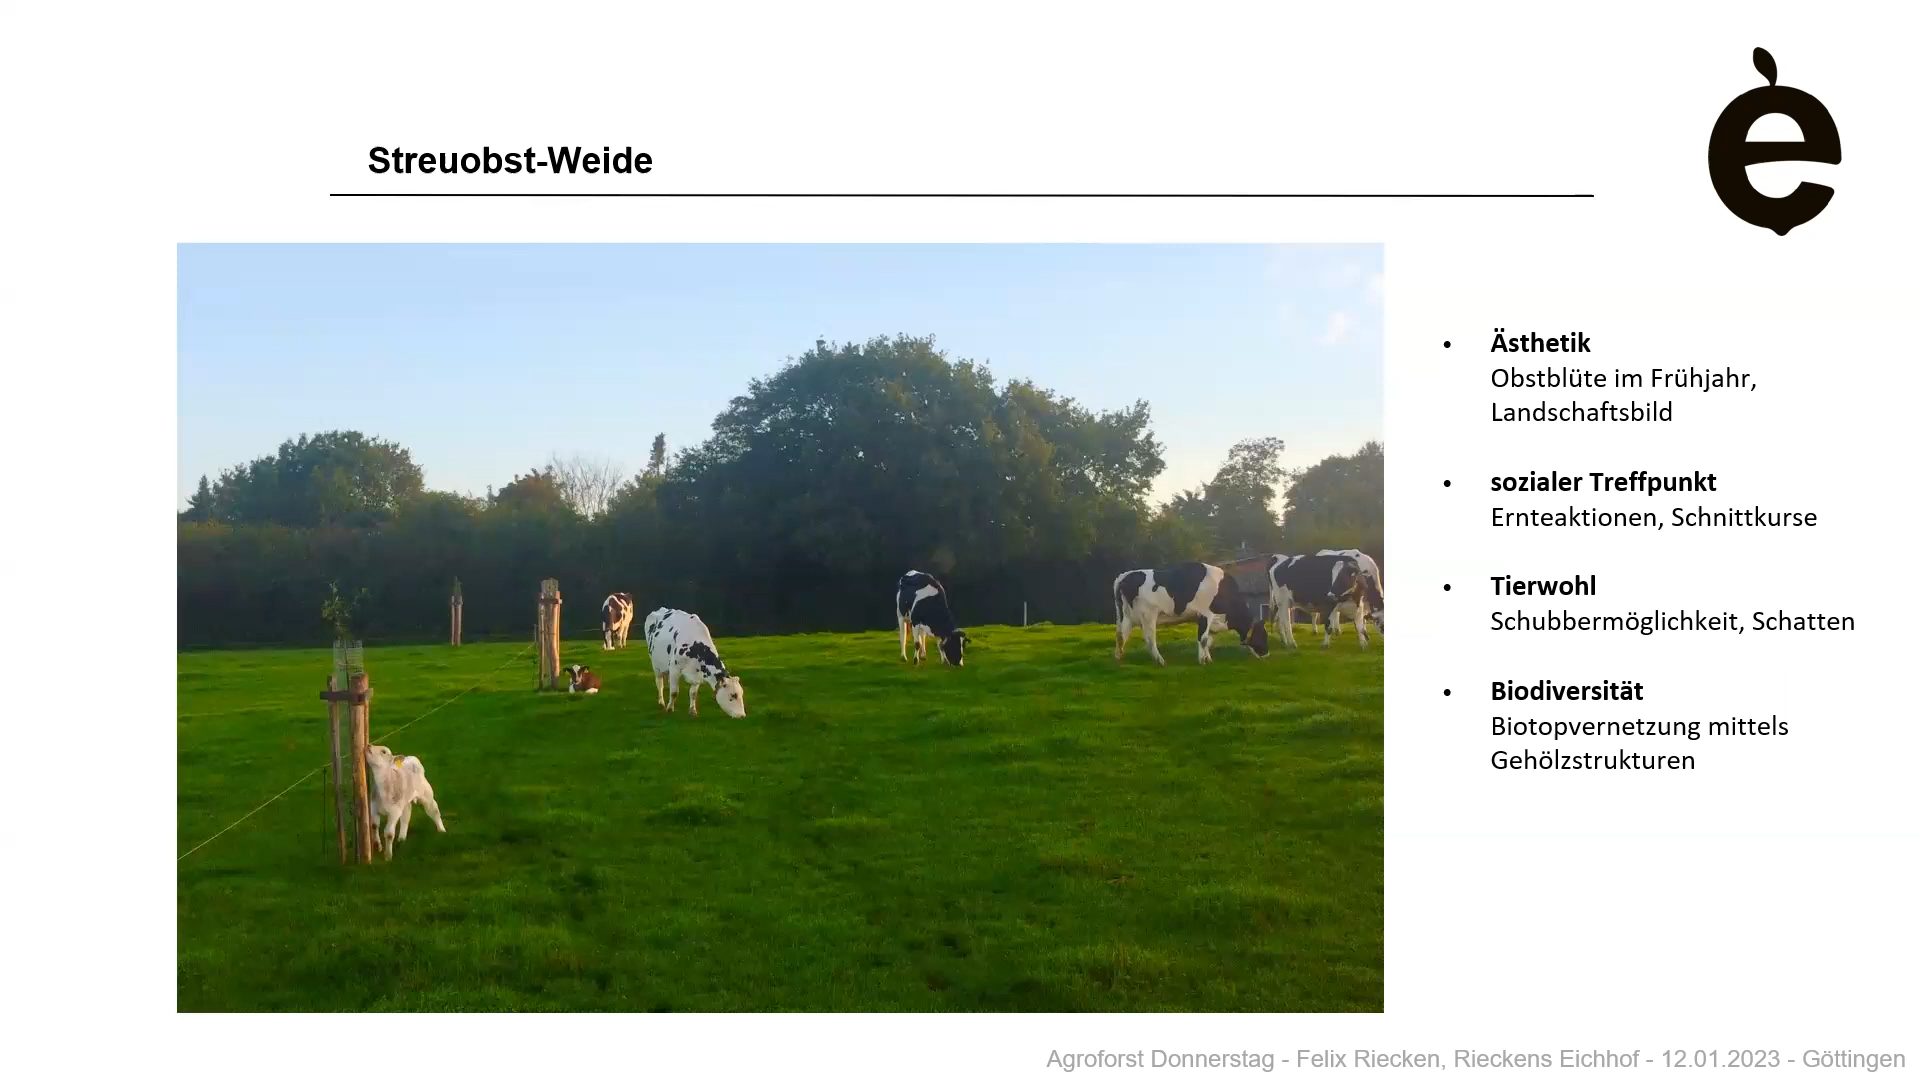 Streuobst-Weide
• Ästhetik
Obstblüte im Frühjahr,
Landschaftsbild
• sozialer Treffpunkt
Ernteaktionen, Schnittkurse
• Tierwohl
Schubbermöglichkeit, Schatten
• Biodiversität
Biotopvernetzung mittels
Gehölzstrukturen
Agroforst Donnerstag - Felix Riecken, Rieckens Eichhof - 12.01.2023 - Göttingen